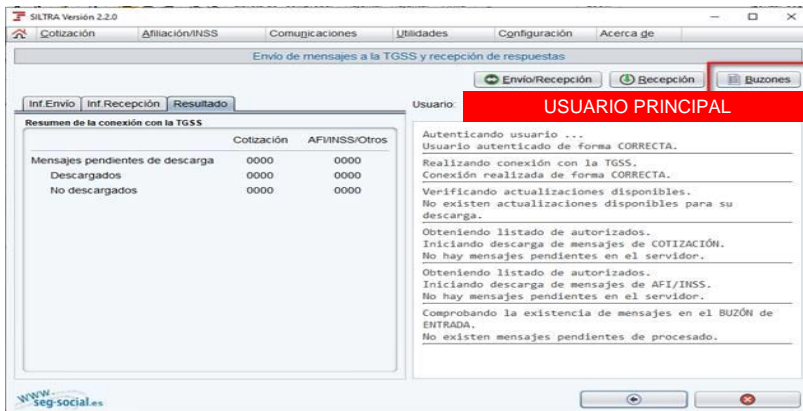 SILTRA Versión 2.2.0
Cotización Afiliación/INSS Comunicaciones Utilidades Configuración Acerca de
Envío de mensajes a la TGSS y recepción de respuestas
Envío/Recepción Recepción Buzones
Inf.Envío Inf.Recepción Resultado
Usuario: USUARIO PRINCIPAL
Resumen de la conexión con la TGSS
Cotización AFI/INSS/Otros
Mensajes pendientes de descarga 0000 0000
Descargados 0000 0000
No descargados 0000 0000
Autenticando usuario ...
Usuario autenticado de forma CORRECTA.
Realizando conexión con la TGSS.
Conexión realizada de forma CORRECTA.
Verificando actualizaciones disponibles.
No existen actualizaciones disponibles para su
descarga.
Obteniendo listado de autorizados.
Iniciando descarga de mensajes de COTIZACIÓN.
No hay mensajes pendientes en el servidor.
Obteniendo listado de autorizados.
Iniciando descarga de mensajes de AFI/INSS.
No hay mensajes pendientes en el servidor.
Comprobando la existencia de mensajes en el BUZÓN de
ENTRADA.
No existen mensajes pendientes de procesado.
www.seg-social.es